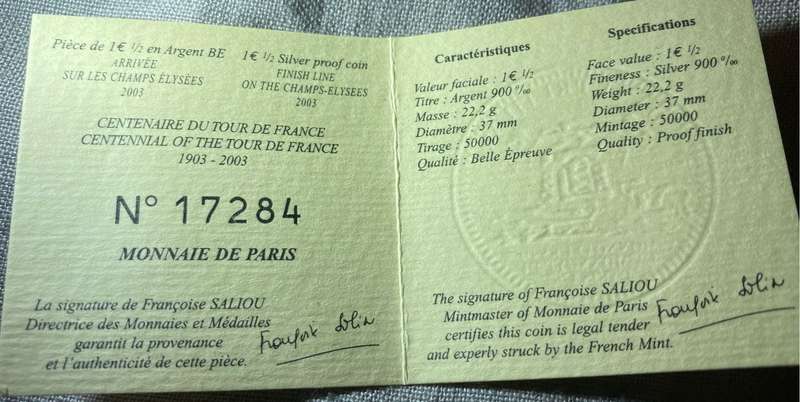 Pièce de 1€ ½ en Argent BE
ARRIVÉE
SUR LES CHAMPS ELYSÉES
2003
1€ ½ Silver proof coin
FINISH LINE
ON THE CHAMPS-ELYSEES
2003
CENTENAIRE DU TOUR DE FRANCE
CENTENNIAL OF THE TOUR DE FRANCE
1903 - 2003
N° 17284
MONNAIE DE PARIS
La signature de Françoise SALIOU
Directrice des Monnaies et Médailles
garantit la provenance
et l'authenticité de cette pièce.
Caractéristiques
Valeur faciale : 1€ ½
Titre : Argent 900 ‰
Masse : 22,2 g
Diamètre : 37 mm
Tirage : 50000
Qualité : Belle Épreuve
Specifications
Face value : 1€ ½
Fineness : Silver 900 ‰
Weight : 22,2 g
Diameter : 37 mm
Mintage : 50000
Quality : Proof finish
The signature of Françoise SALIOU
Mintmaster of Monnaie de Paris
certifies this coin is legal tender
and experly struck by the French Mint.